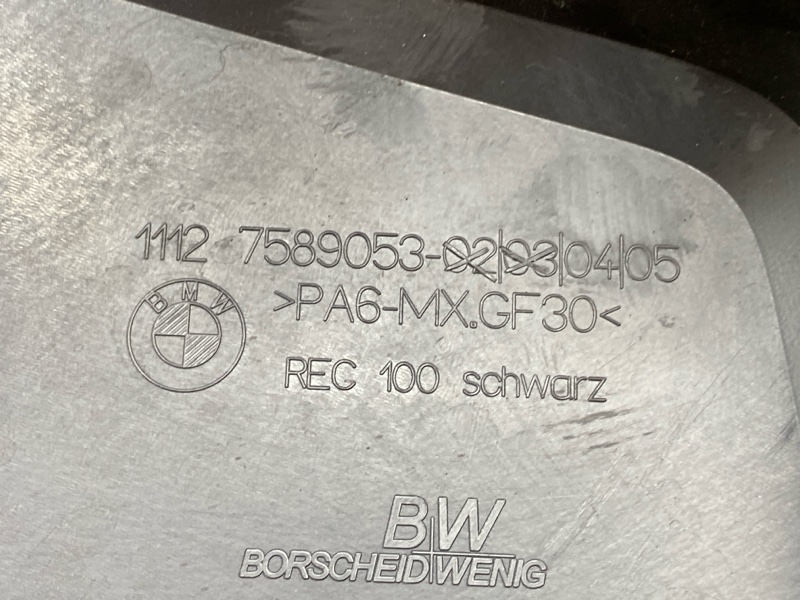 1112 7589053-02|03|04|05
BMW
>PA6-MX.GF30<
REC 100 schwarz
BW
BORSCHEID WENIG